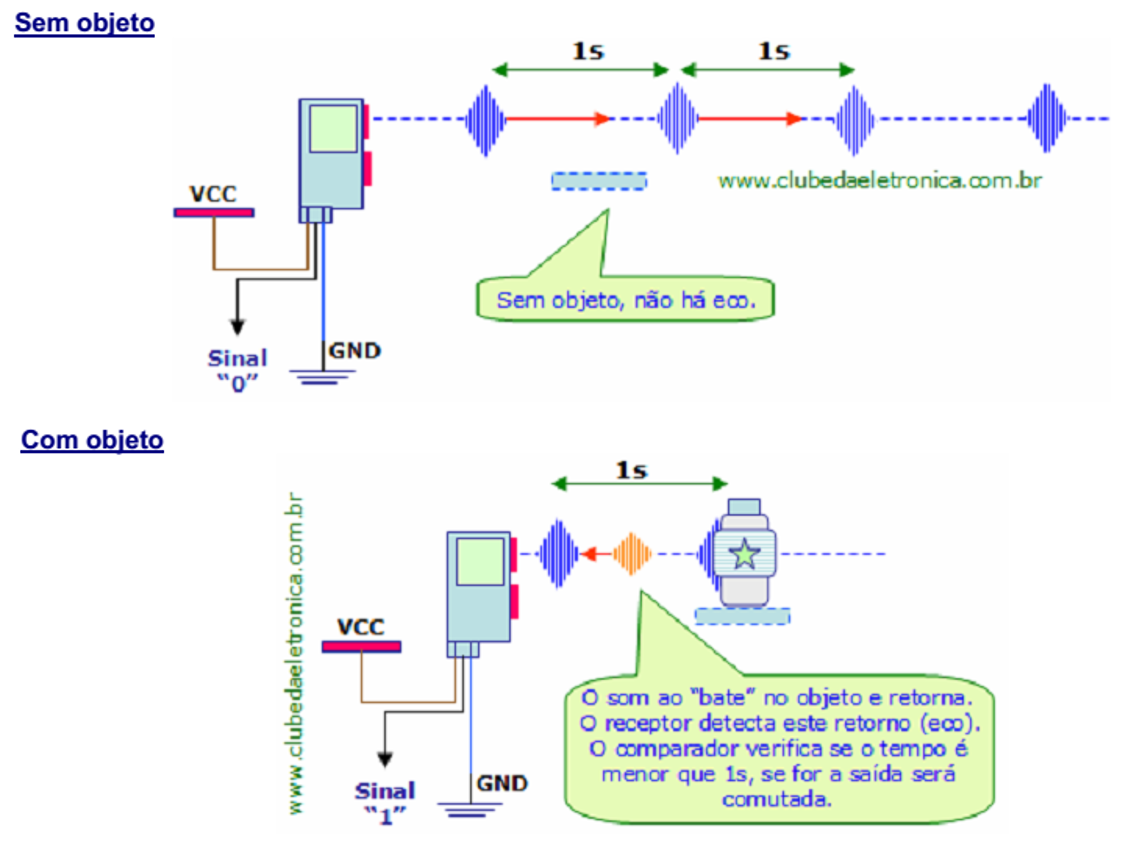 Sem objeto
1s 1s
www.clubedaeletronica.com.br
VCC
Sem objeto, não há eco.
Sinal
"0"
GND
Com objeto
1s
www.clubedaeletronica.com.br
VCC
O som ao "bate" no objeto e retorna.
O receptor detecta este retorno (eco).
O comparador verifica se o tempo é
menor que 1s, se for a saída será
comutada.
Sinal
"1"
GND